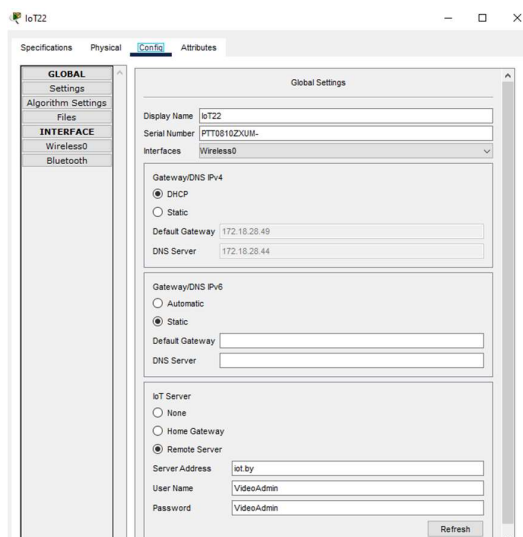 IoT22
Specifications Physical Config Attributes
GLOBAL
Settings
Algorithm Settings
Files
INTERFACE
Wireless0
Bluetooth
Global Settings
Display Name IoT22
Serial Number PTT0810ZXUM-
Interfaces Wireless0
Gateway/DNS IPv4
DHCP
Static
Default Gateway 172.18.28.49
DNS Server 172.18.28.44
Gateway/DNS IPv6
Automatic
Static
Default Gateway
DNS Server
IoT Server
None
Home Gateway
Remote Server
Server Address iot.by
User Name VideoAdmin
Password VideoAdmin
Refresh